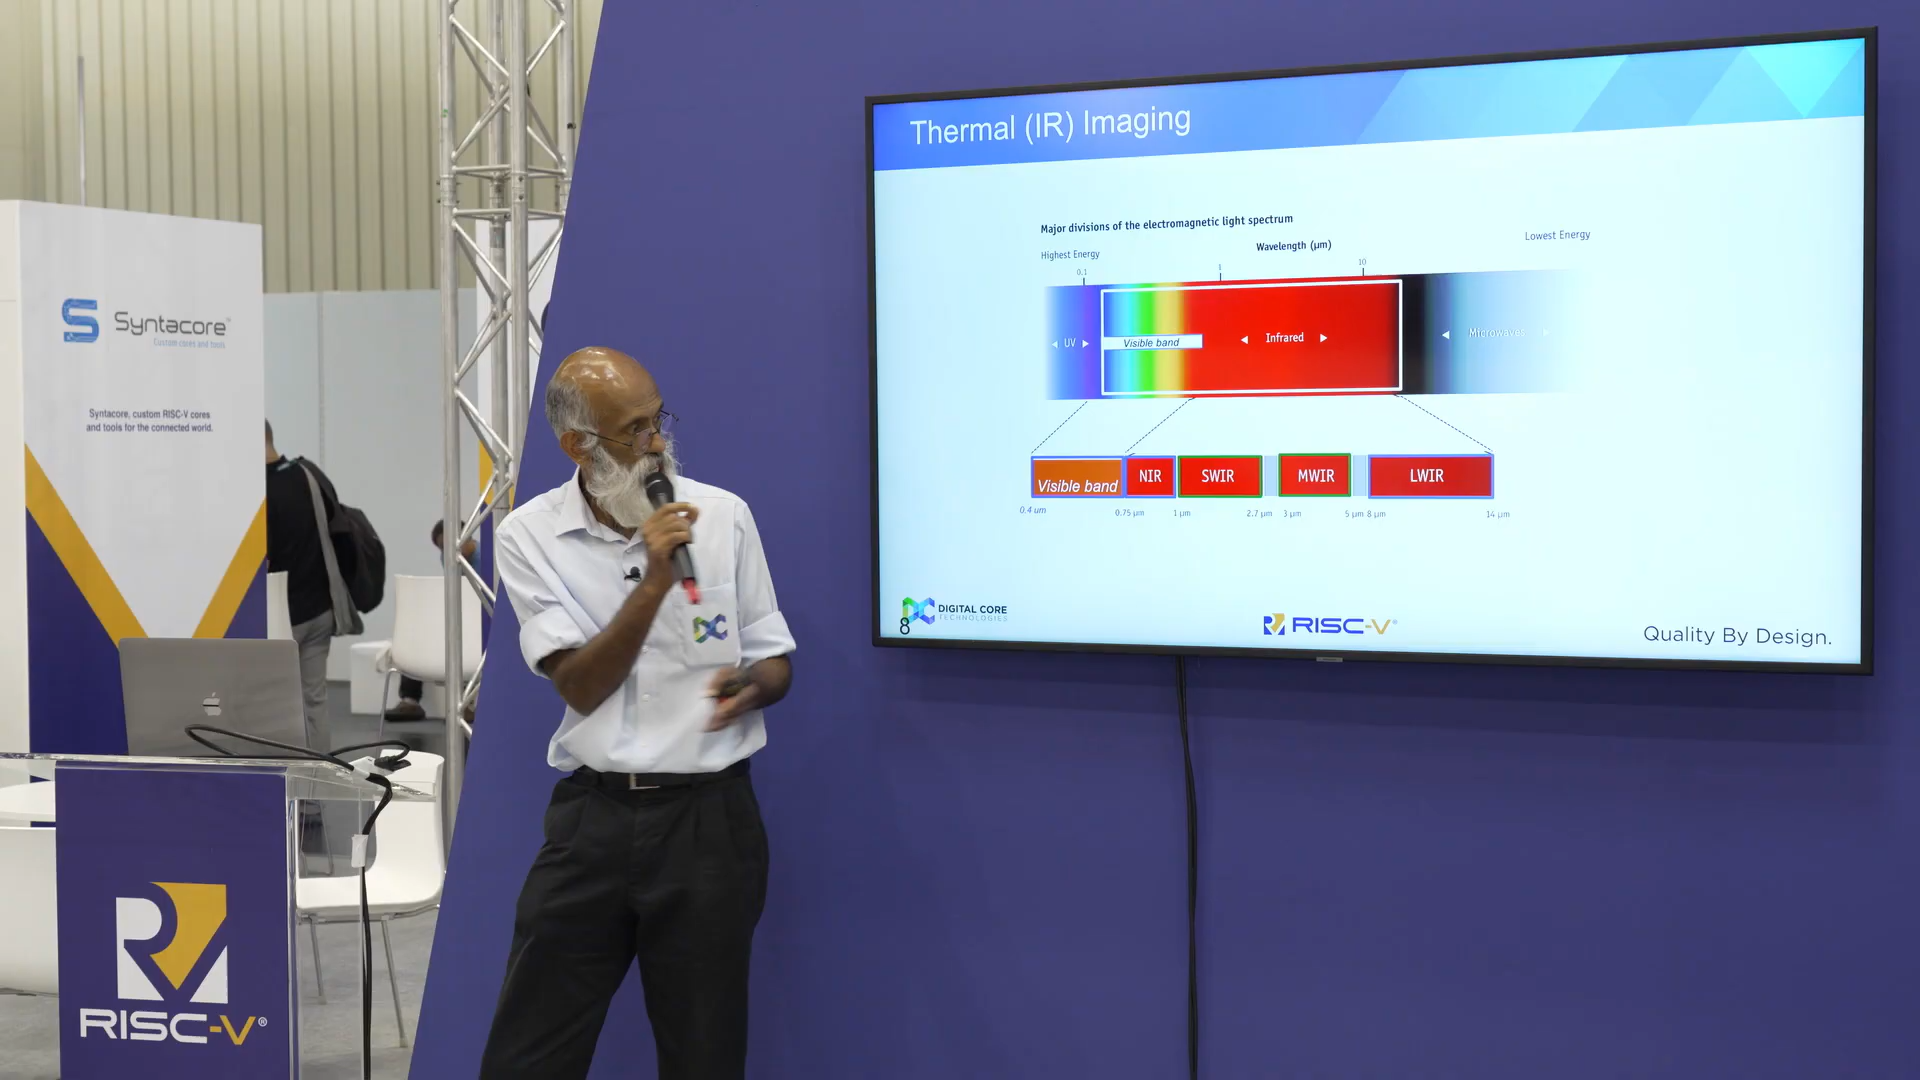 Syntacore™
Custom cores and tools
Syntacore, custom RISC-V cores
and tools for the connected world.
RISC-V®
Thermal (IR) Imaging
Major divisions of the electromagnetic light spectrum
Highest Energy
Wavelength (µm)
Lowest Energy
0.1
1
10
UV
Visible band
Infrared
Microwaves
Visible band
NIR
SWIR
MWIR
LWIR
0.4 um
0.75 µm
1 µm
2.7 µm
3 µm
5 µm
8 µm
14 µm
DIGITAL CORE
TECHNOLOGIES
8
RISC-V®
Quality By Design.